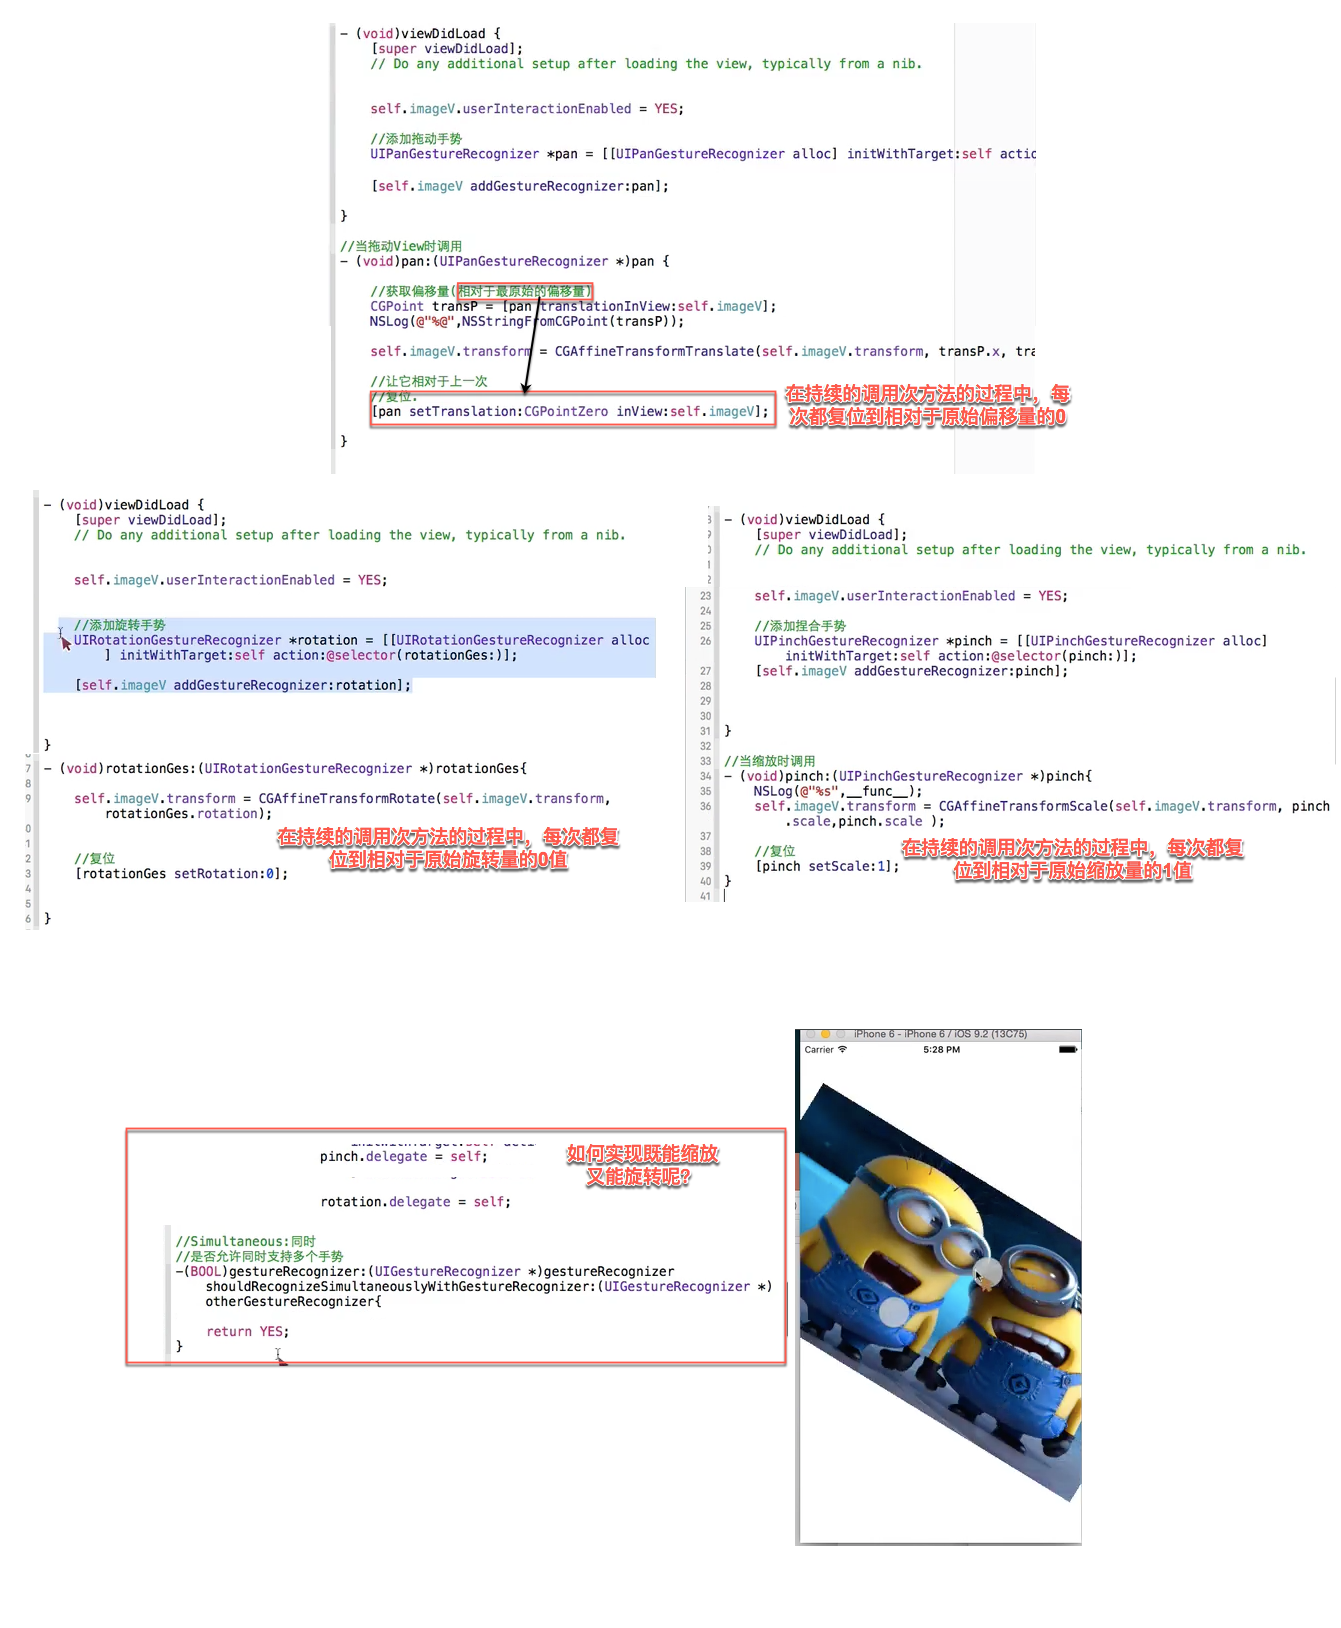 - (void)viewDidLoad {
[super viewDidLoad];
// Do any additional setup after loading the view, typically from a nib.
self.imageV.userInteractionEnabled = YES;
//添加拖动手势
UIPanGestureRecognizer *pan = [[UIPanGestureRecognizer alloc] initWithTarget:self actio
[self.imageV addGestureRecognizer:pan];
}
//当拖动View时调用
- (void)pan:(UIPanGestureRecognizer *)pan {
//获取偏移量(相对于最原始的偏移量)
CGPoint transP = [pan translationInView:self.imageV];
NSLog(@"%@",NSStringFromCGPoint(transP));
self.imageV.transform = CGAffineTransformTranslate(self.imageV.transform, transP.x, tra
//让它相对于上一次
//复位.
[pan setTranslation:CGPointZero inView:self.imageV];
}
在持续的调用次方法的过程中，每
次都复位到相对于原始偏移量的0
- (void)viewDidLoad {
[super viewDidLoad];
// Do any additional setup after loading the view, typically from a nib.
self.imageV.userInteractionEnabled = YES;
//添加旋转手势
UIRotationGestureRecognizer *rotation = [[UIRotationGestureRecognizer alloc
] initWithTarget:self action:@selector(rotationGes:)];
[self.imageV addGestureRecognizer:rotation];
}
7 - (void)rotationGes:(UIRotationGestureRecognizer *)rotationGes{
8
9 self.imageV.transform = CGAffineTransformRotate(self.imageV.transform,
rotationGes.rotation);
0
1
2 //复位
3 [rotationGes setRotation:0];
4
5
6 }
在持续的调用次方法的过程中，每次都复
位到相对于原始旋转量的0值
8 - (void)viewDidLoad {
9 [super viewDidLoad];
0 // Do any additional setup after loading the view, typically from a nib.
1
2
23 self.imageV.userInteractionEnabled = YES;
24
25 //添加捏合手势
26 UIPinchGestureRecognizer *pinch = [[UIPinchGestureRecognizer alloc]
initWithTarget:self action:@selector(pinch:)];
27 [self.imageV addGestureRecognizer:pinch];
28
29
30
31 }
32
33 //当缩放时调用
34 - (void)pinch:(UIPinchGestureRecognizer *)pinch{
35 NSLog(@"%s",__func__);
36 self.imageV.transform = CGAffineTransformScale(self.imageV.transform, pinch
.scale,pinch.scale );
37
38 //复位
39 [pinch setScale:1];
40 }
41
在持续的调用次方法的过程中，每次都复
位到相对于原始缩放量的1值
pinch.delegate = self;
rotation.delegate = self;
如何实现既能缩放
又能旋转呢?
//Simultaneous:同时
//是否允许同时支持多个手势
-(BOOL)gestureRecognizer:(UIGestureRecognizer *)gestureRecognizer
shouldRecognizeSimultaneouslyWithGestureRecognizer:(UIGestureRecognizer *)
otherGestureRecognizer{
return YES;
}
iPhone 6 - iPhone 6 / iOS 9.2 (13C75)
Carrier 5:28 PM